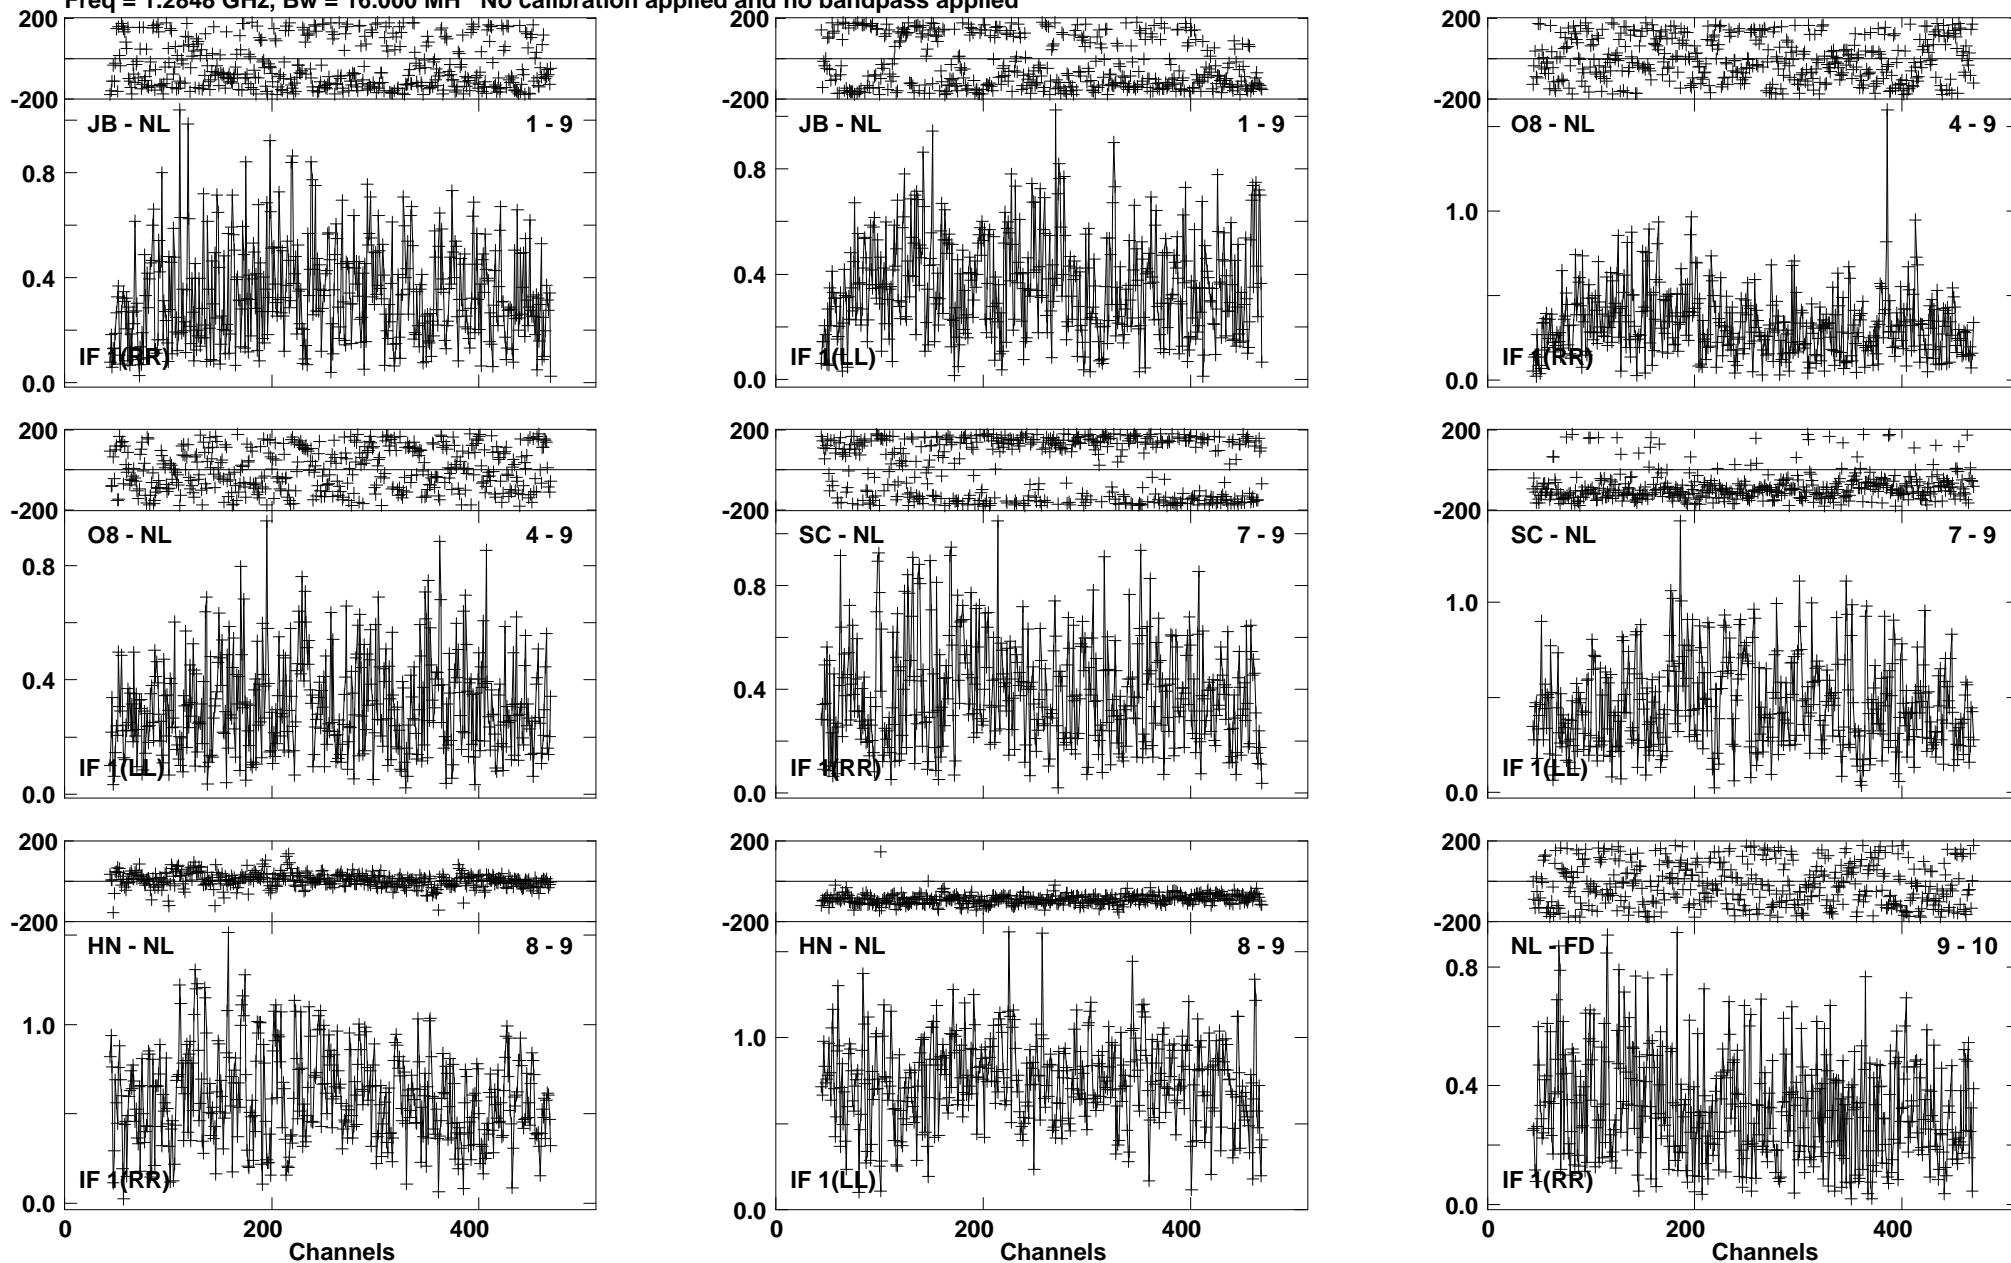 Freq = 1.2848 GHz, Bw = 16.000 MH No calibration applied and no bandpass applied
200
-200
JB - NL 1 - 9
0.8
0.4
0.0
IF 1(RR)
JB - NL 1 - 9
0.8
0.4
0.0
IF 1(LL)
200
-200
O8 - NL 4 - 9
1.0
0.0
IF 1(RR)
200
-200
O8 - NL 4 - 9
0.8
0.4
0.0
IF 1(LL)
200
-200
SC - NL 7 - 9
0.8
0.4
0.0
IF 1(RR)
200
-200
SC - NL 7 - 9
1.0
0.0
IF 1(LL)
200
-200
HN - NL 8 - 9
1.0
0.0
IF 1(RR)
0 200 400
Channels
200
-200
HN - NL 8 - 9
1.0
0.0
IF 1(LL)
200 400
Channels
200
-200
NL - FD 9 - 10
0.8
0.4
0.0
IF 1(RR)
0 200 400
Channels